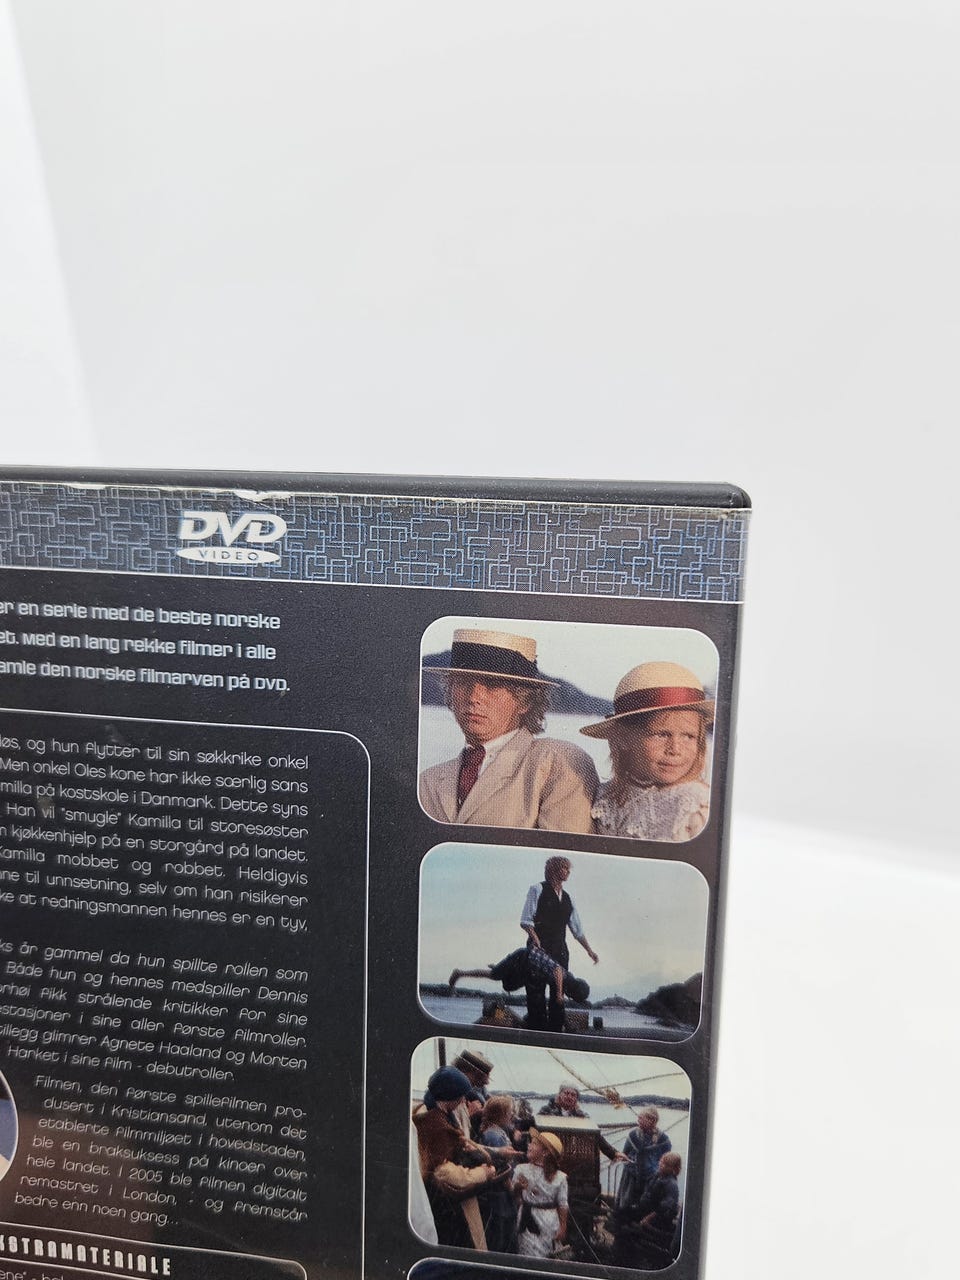 DVD
VIDEO
er en serie med de beste norske
et. Med en lang rekke filmer i alle
amle den norske filmarven på DVD.
løs, og hun flytter til sin søkkrike onkel
Men onkel Oles kone har ikke særlig sans
milla på kostskole i Danmark. Dette syns
Han vil "smugle" Kamilla til storesøster
m kjøkkenhjelp på en storgård på landet.
Kamilla mobbet og robbet. Heldigvis
ne til unnsetning, selv om han risikerer
ke at redningsmannen hennes er en tyv.
ks år gammel da hun spillte rollen som
Både hun og hennes medspiller Dennis
orhøi fikk strålende kritikker for sine
estasjoner i sine aller første filmroller.
tillegg glimrer Agnete Haaland og Morten
Harket i sine film - debutroller.
Filmen, den første spillefilmen pro-
dusert i Kristiansand, utenom det
etablerte filmmiljøet i hovedstaden,
ble en braksuksess på kinoer over
hele landet. I 2005 ble filmen digitalt
remastret i London, - og fremstår
bedre enn noen gang...
KSTRAMATERIALE